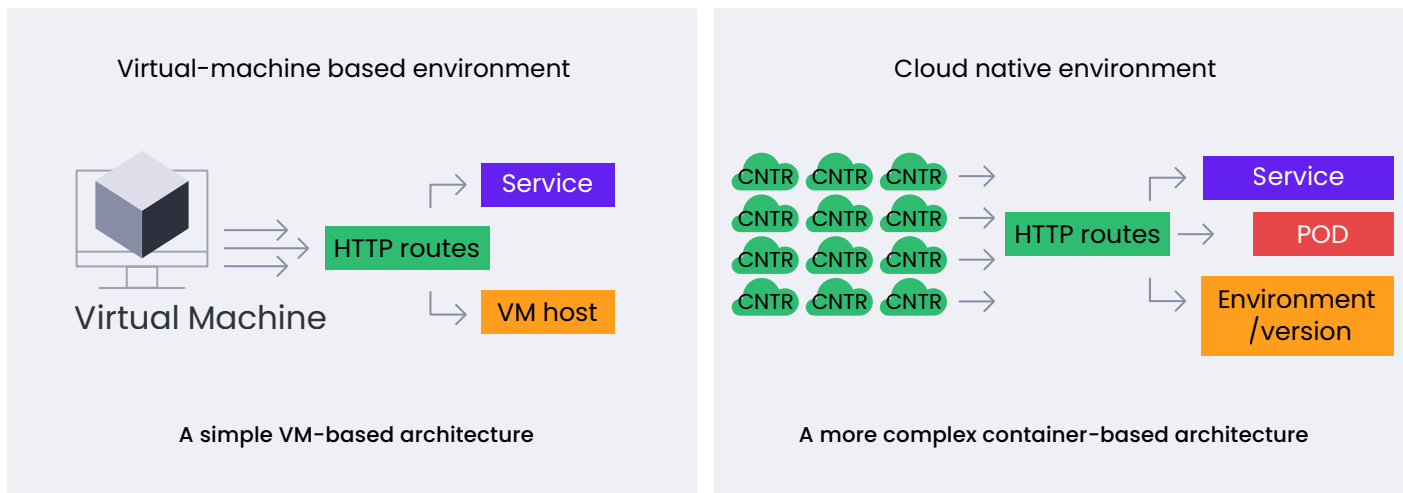 Virtual-machine based environment
Service
HTTP routes
VM host
Virtual Machine
A simple VM-based architecture
Cloud native environment
CNTR CNTR CNTR
CNTR CNTR CNTR
CNTR CNTR CNTR
CNTR CNTR CNTR
HTTP routes
Service
POD
Environment
/version
A more complex container-based architecture